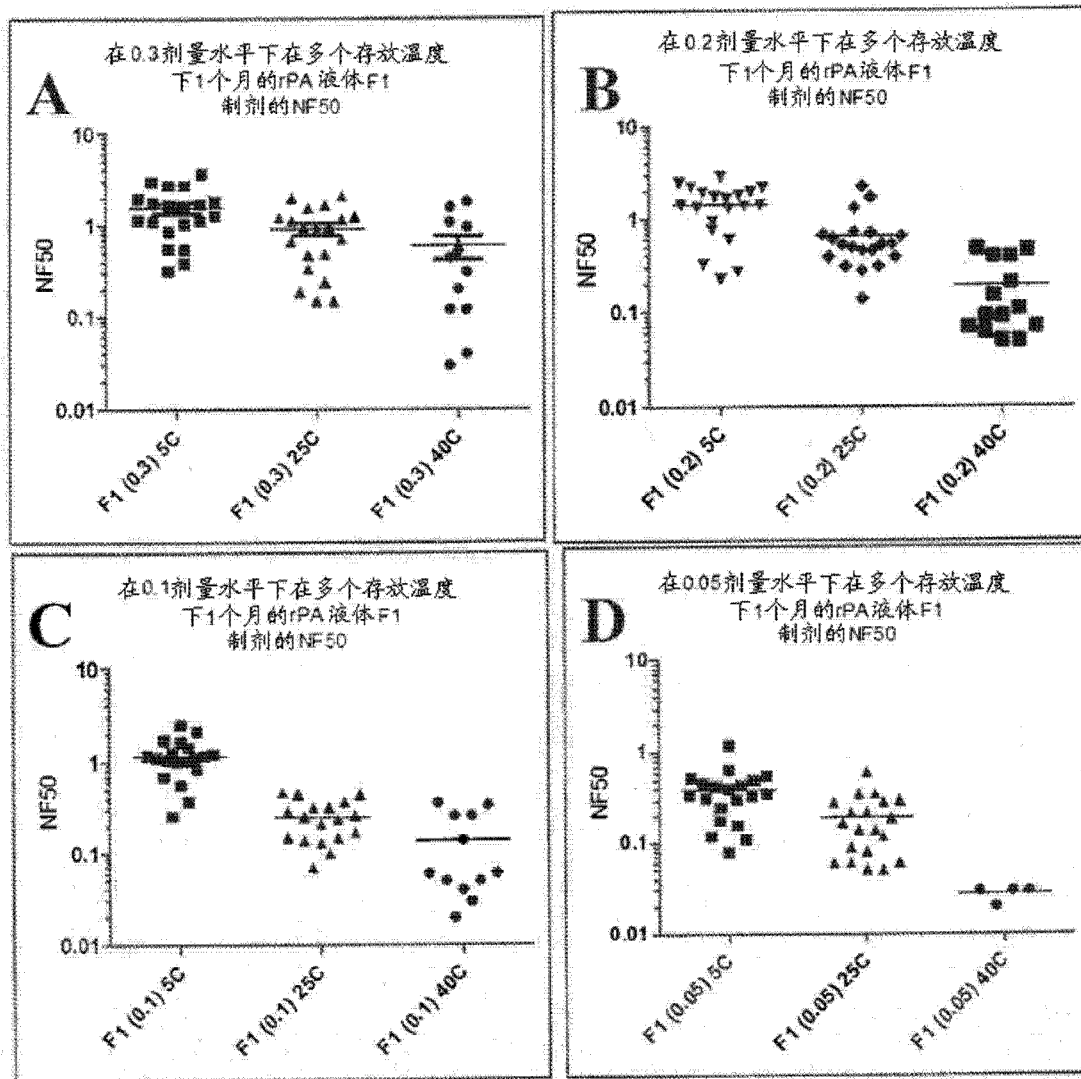 A
在0.3剂量水平下在多个存放温度
下1个月的rPA液体F1
制剂的NF50
10
1
0.1
0.01
NF50
F1 (0.3) 5C
F1 (0.3) 25C
F1 (0.3) 40C
B
在0.2剂量水平下在多个存放温度
下1个月的rPA液体F1
制剂的NF50
10
1
0.1
0.01
NF50
F1 (0.2) 5C
F1 (0.2) 25C
F1 (0.2) 40C
C
在0.1剂量水平下在多个存放温度
下1个月的rPA液体F1
制剂的NF50
10
1
0.1
0.01
NF50
F1 (0.1) 5C
F1 (0.1) 25C
F1 (0.1) 40C
D
在0.05剂量水平下在多个存放温度
下1个月的rPA液体F1
制剂的NF50
10
1
0.1
0.01
NF50
F1 (0.05) 5C
F1 (0.05) 25C
F1 (0.05) 40C